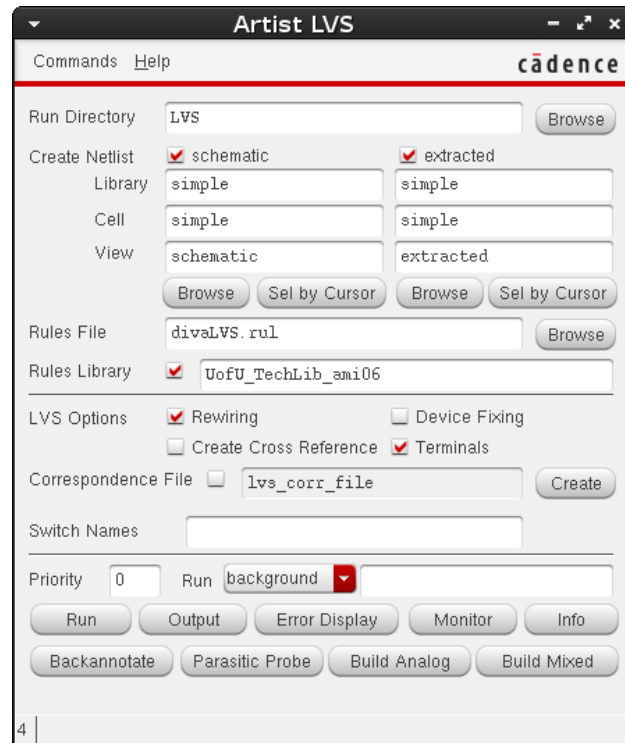 Artist LVS
Commands Help
cādence
Run Directory LVS Browse
Create Netlist schematic extracted
Library simple simple
Cell simple simple
View schematic extracted
Browse Sel by Cursor Browse Sel by Cursor
Rules File divaLVS.rul Browse
Rules Library UofU_TechLib_ami06
LVS Options Rewiring Device Fixing
Create Cross Reference Terminals
Correspondence File lvs_corr_file Create
Switch Names
Priority 0 Run background
Run Output Error Display Monitor Info
Backannotate Parasitic Probe Build Analog Build Mixed
4